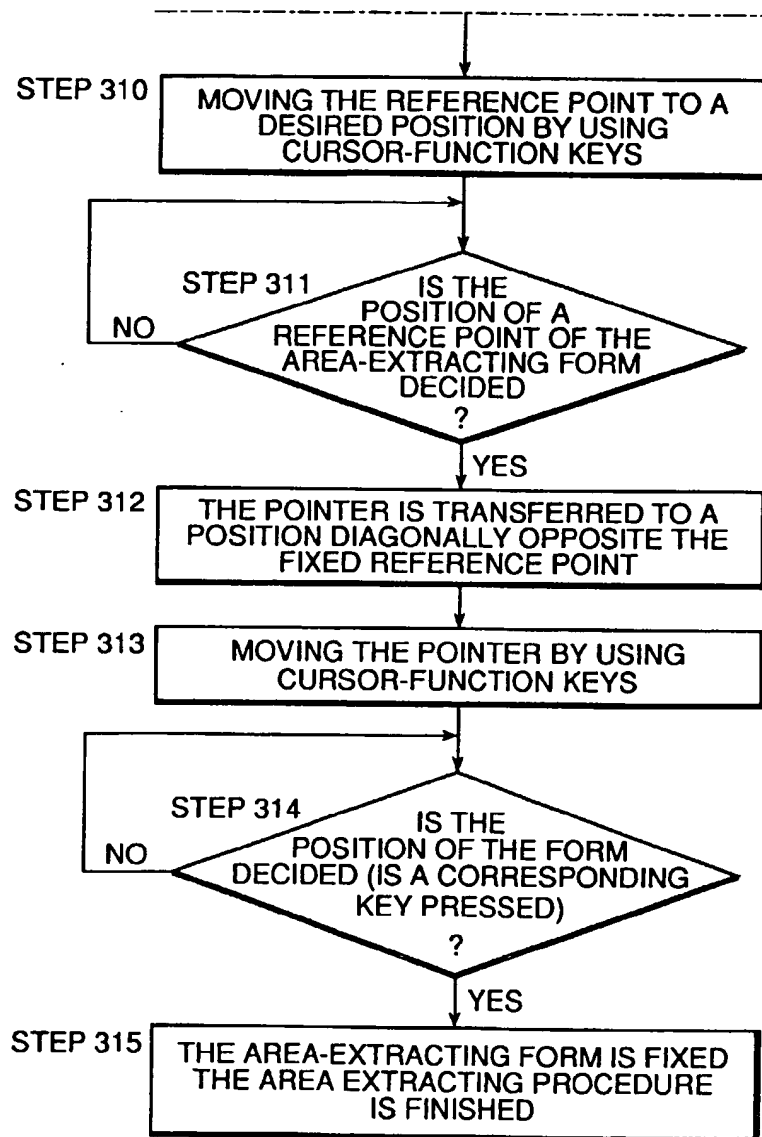 STEP 310
MOVING THE REFERENCE POINT TO A
DESIRED POSITION BY USING
CURSOR-FUNCTION KEYS
STEP 311
IS THE
POSITION OF A
REFERENCE POINT OF THE
AREA-EXTRACTING FORM
DECIDED
?
NO
YES
STEP 312
THE POINTER IS TRANSFERRED TO A
POSITION DIAGONALLY OPPOSITE THE
FIXED REFERENCE POINT
STEP 313
MOVING THE POINTER BY USING
CURSOR-FUNCTION KEYS
STEP 314
IS THE
POSITION OF THE FORM
DECIDED (IS A CORRESPONDING
KEY PRESSED)
?
NO
YES
STEP 315
THE AREA-EXTRACTING FORM IS FIXED
THE AREA EXTRACTING PROCEDURE
IS FINISHED